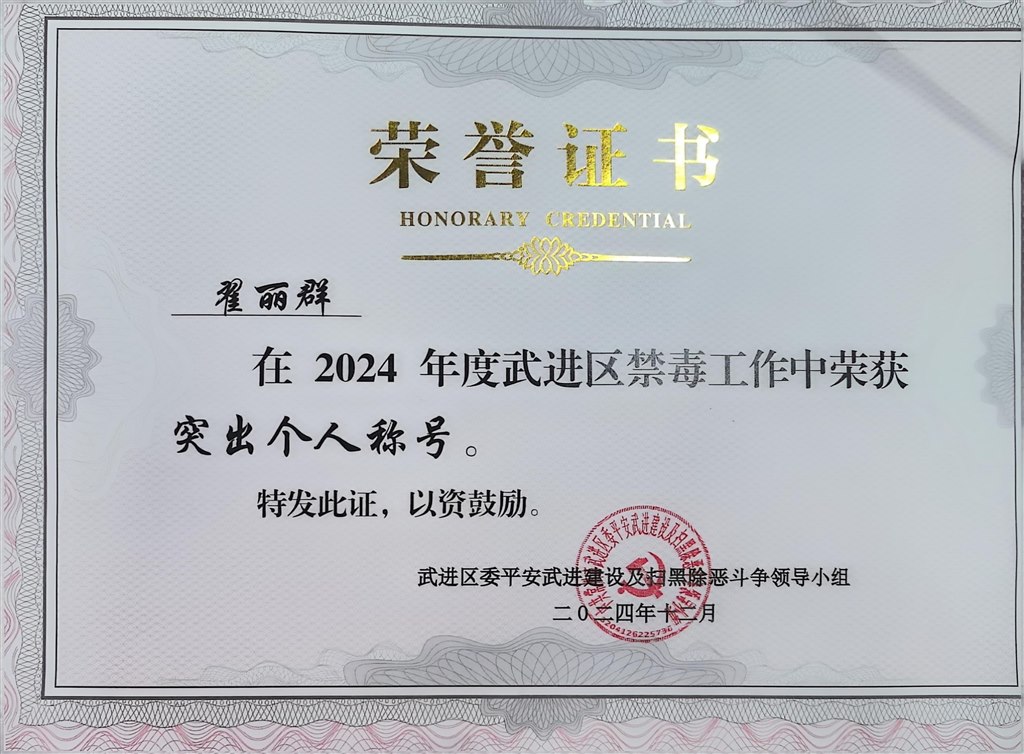 荣誉证书
HONORARY CREDENTIAL
翟丽群
在 2024 年度武进区禁毒工作中荣获
突出个人称号。
特发此证，以资鼓励。
武进区委平安武进建设及扫黑除恶斗争领导小组
二0二四年十二月